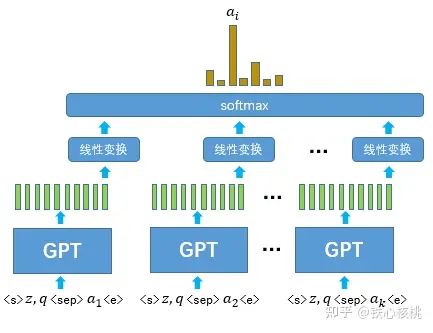 a_i
softmax
线性变换 线性变换 ... 线性变换
...
GPT GPT ... GPT
<s> z, q <sep> a_1 <e> <s> z, q <sep> a_2 <e> <s> z, q <sep> a_k <e>
知乎 @铁心核桃